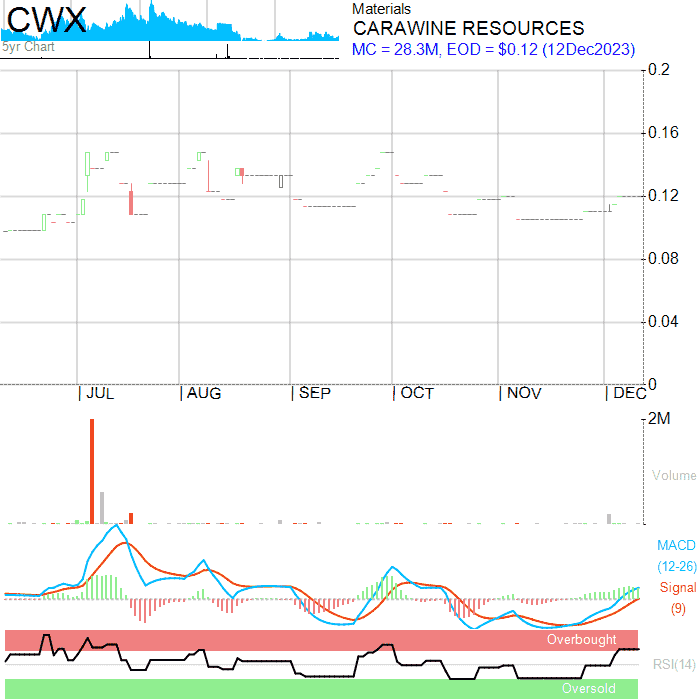 CWX
5yr Chart
Materials
CARAWINE RESOURCES
MC = 28.3M, EOD = $0.12 (12Dec2023)
0.2
0.16
0.12
0.08
0.04
0
JUL
AUG
SEP
OCT
NOV
DEC
2M
Volume
MACD
(12-26)
Signal
(9)
Overbought
RSI(14)
Oversold